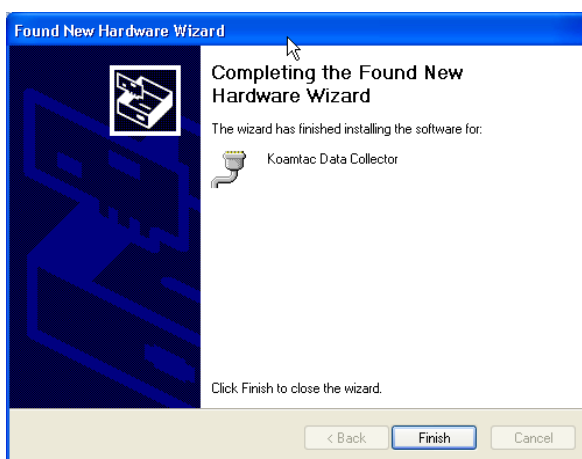 Found New Hardware Wizard
Completing the Found New
Hardware Wizard
The wizard has finished installing the software for:
Koamtac Data Collector
Click Finish to close the wizard.
< Back
Finish
Cancel